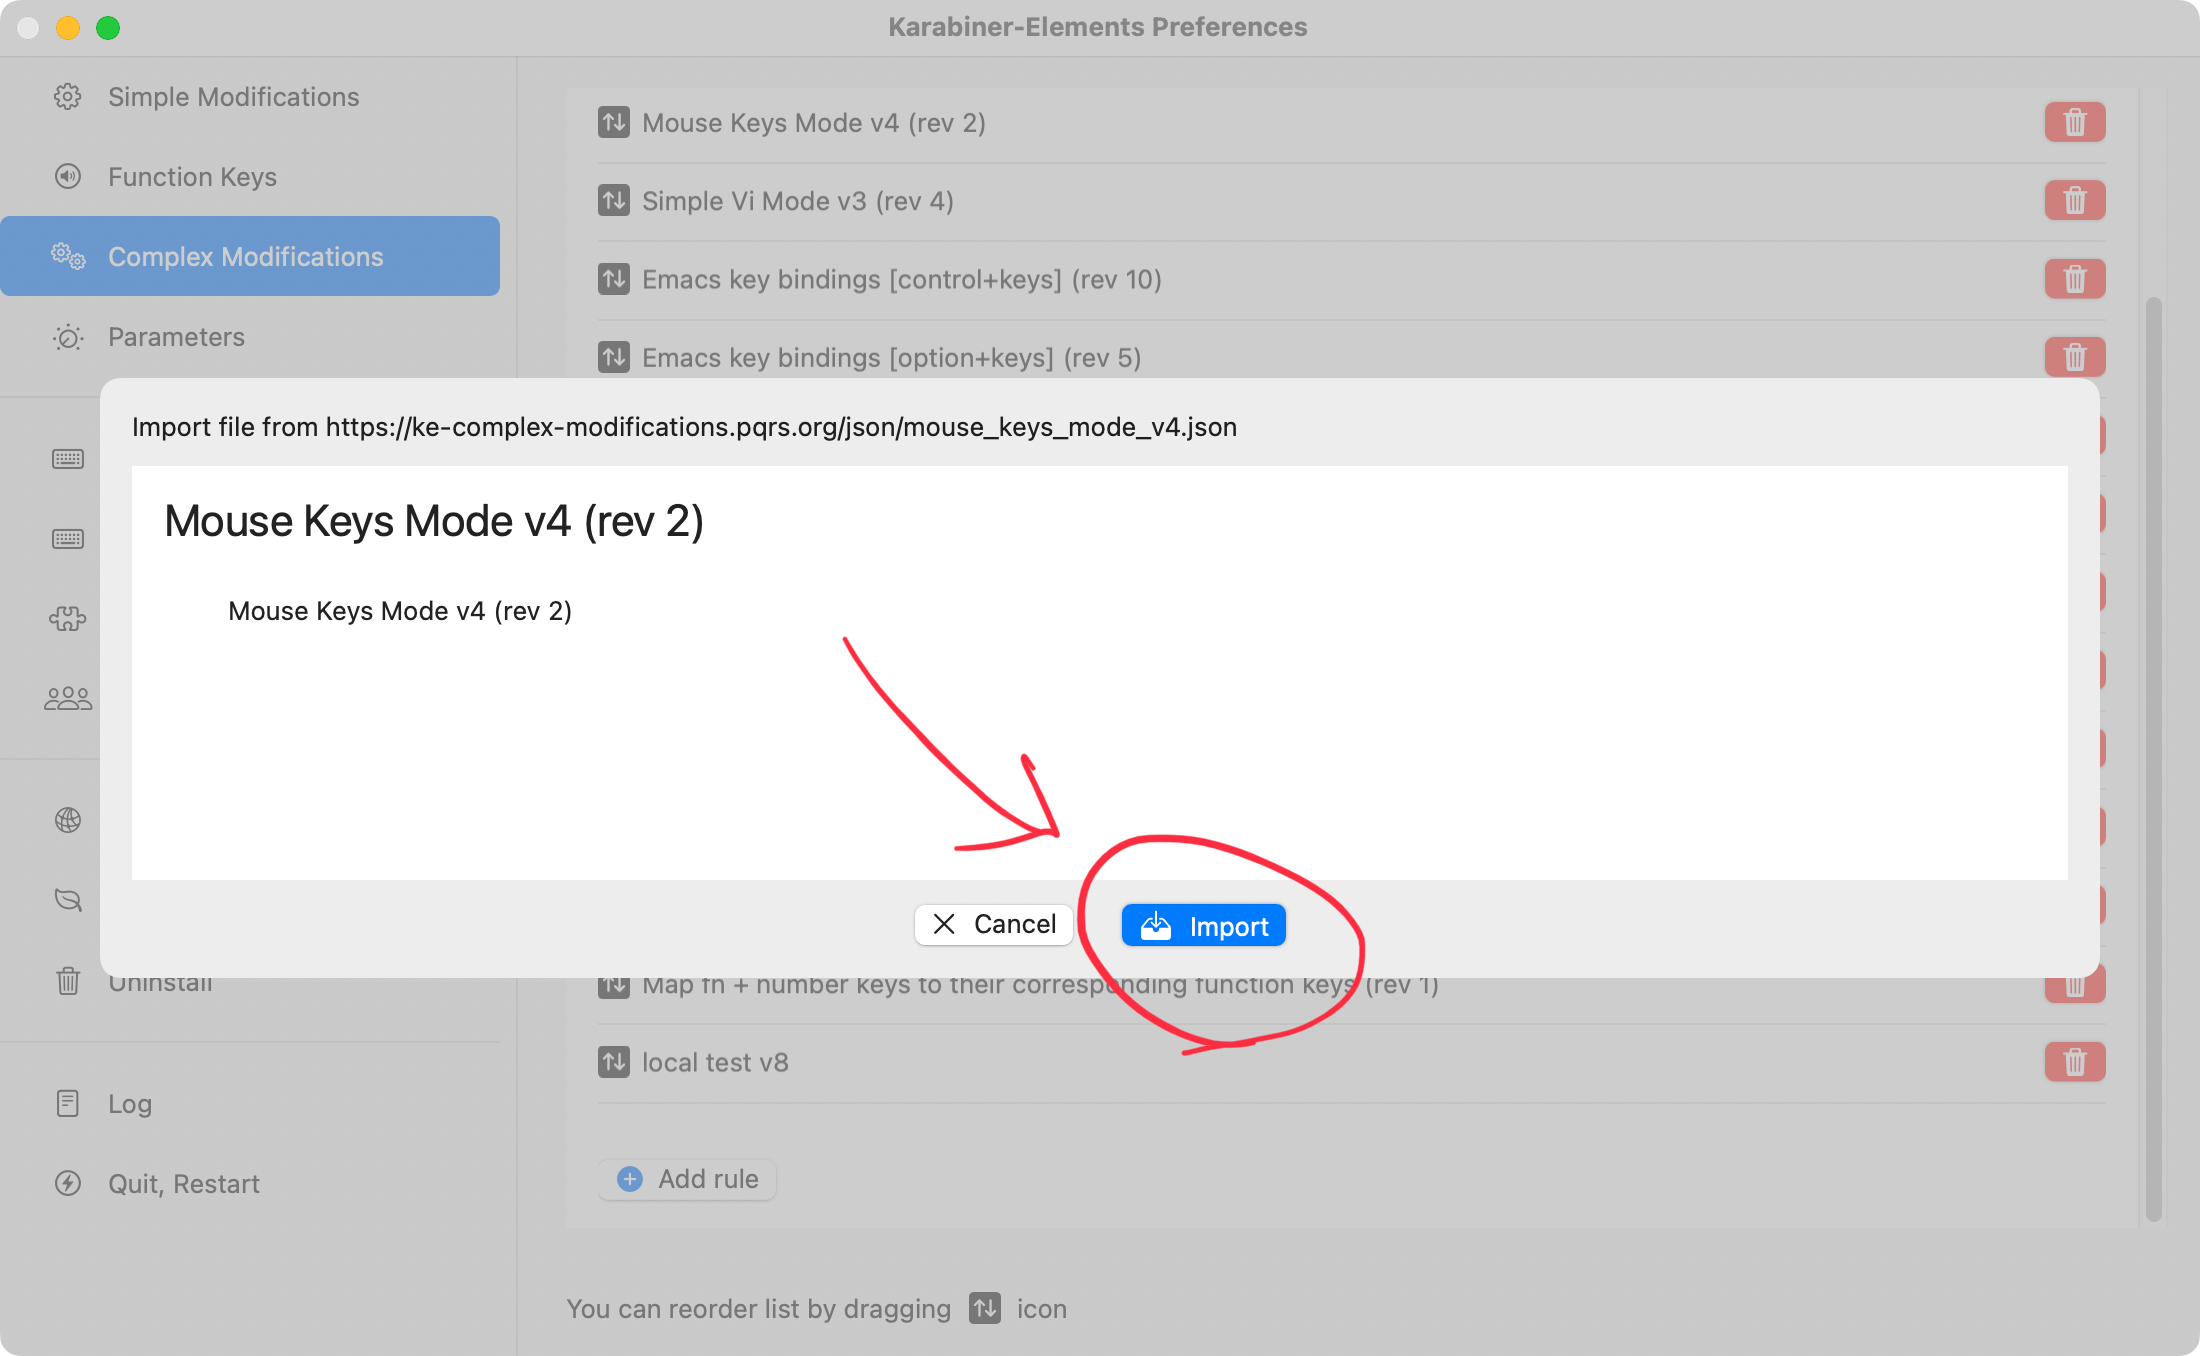 Karabiner-Elements Preferences
Simple Modifications
Function Keys
Complex Modifications
Parameters
Mouse Keys Mode v4 (rev 2)
Simple Vi Mode v3 (rev 4)
Emacs key bindings [control+keys] (rev 10)
Emacs key bindings [option+keys] (rev 5)
Import file from https://ke-complex-modifications.pqrs.org/json/mouse_keys_mode_v4.json
Mouse Keys Mode v4 (rev 2)
Mouse Keys Mode v4 (rev 2)
Cancel
Import
Uninstall
Log
Quit, Restart
Map fn + number keys to their corresponding function keys (rev 1)
local test v8
Add rule
You can reorder list by dragging icon